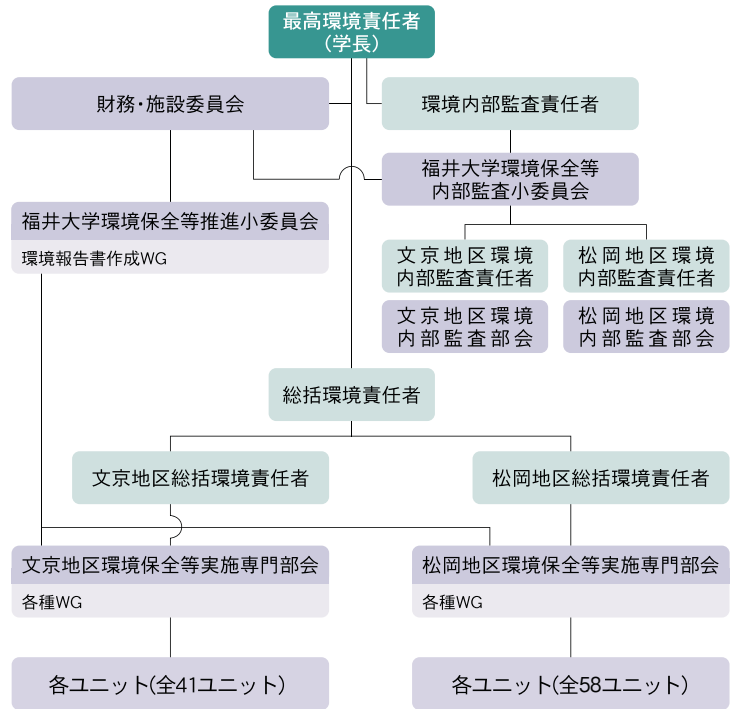 最高環境責任者
(学長)
財務・施設委員会
環境内部監査責任者
福井大学環境保全等
内部監査小委員会
福井大学環境保全等推進小委員会
環境報告書作成WG
文京地区環境
内部監査責任者
松岡地区環境
内部監査責任者
文京地区環境
内部監査部会
松岡地区環境
内部監査部会
総括環境責任者
文京地区総括環境責任者
松岡地区総括環境責任者
文京地区環境保全等実施専門部会
各種WG
松岡地区環境保全等実施専門部会
各種WG
各ユニット(全41ユニット)
各ユニット(全58ユニット)